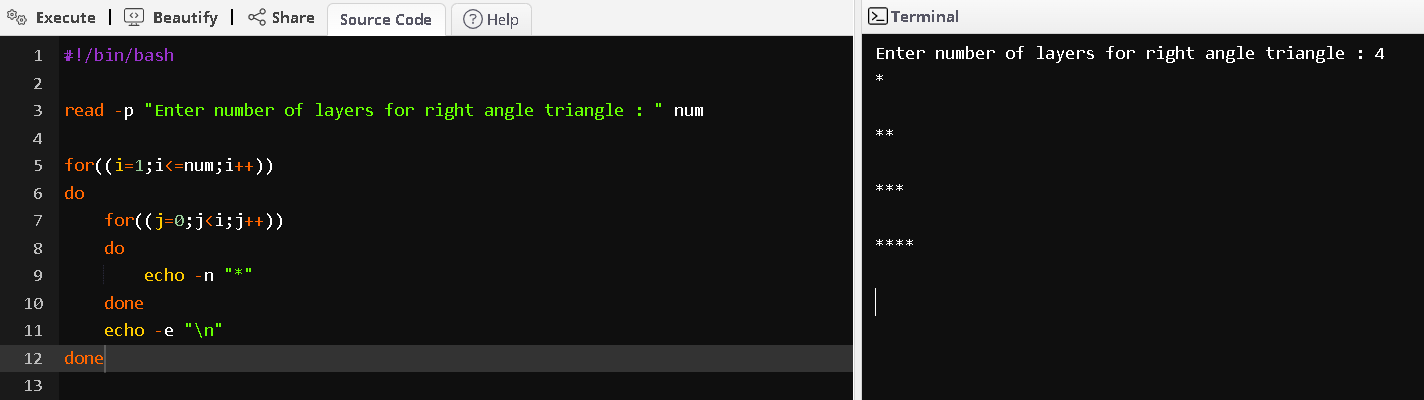 Execute | Beautify | Share Source Code Help
1 #!/bin/bash
2
3 read -p "Enter number of layers for right angle triangle : " num
4
5 for((i=1;i<=num;i++))
6 do
7     for((j=0;j<i;j++))
8     do
9         echo -n "*"
10     done
11     echo -e "\n"
12 done
13
Terminal
Enter number of layers for right angle triangle : 4
*
**
***
****